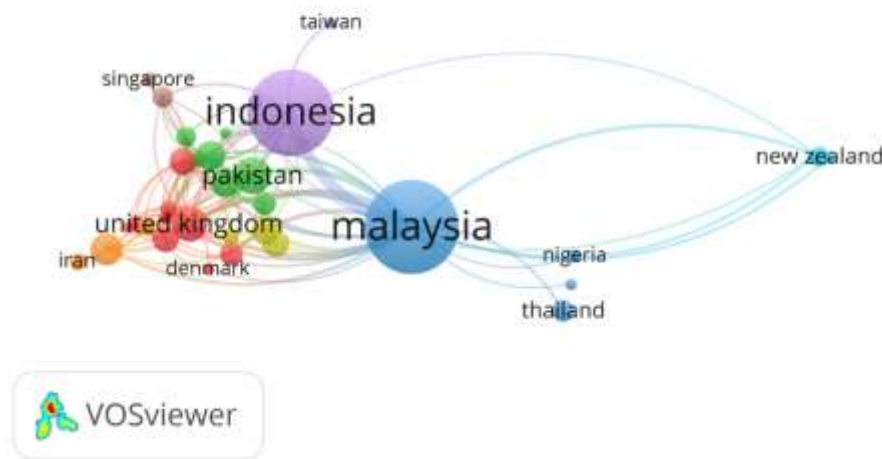 taiwan
singapore
indonesia
new zealand
pakistan
united kingdom
malaysia
iran
denmark
nigeria
thailand
VOSviewer